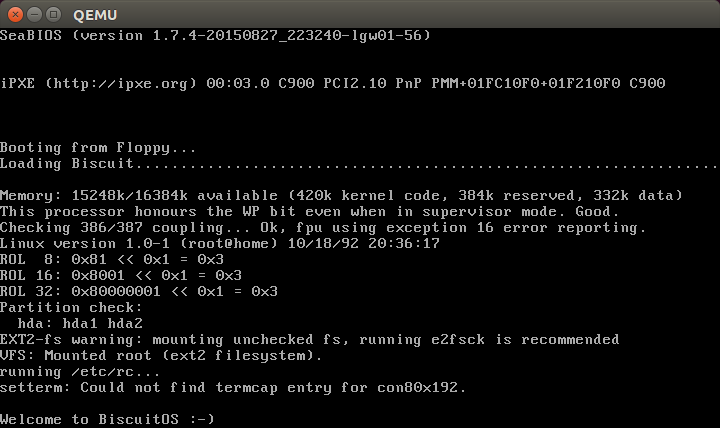 QEMU
SeaBIOS (version 1.7.4-20150827_223240-lgw01-56)
iPXE (http://ipxe.org) 00:03.0 C900 PCI2.10 PnP PMM+01FC10F0+01F210F0 C900
Booting from Floppy...
Loading Biscuit.............................................................................
Memory: 15248k/16384k available (420k kernel code, 384k reserved, 332k data)
This processor honours the WP bit even when in supervisor mode. Good.
Checking 386/387 coupling... Ok, fpu using exception 16 error reporting.
Linux version 1.0-1 (root@home) 10/18/92 20:36:17
ROL  8: 0x81 << 0x1 = 0x3
ROL 16: 0x8001 << 0x1 = 0x3
ROL 32: 0x80000001 << 0x1 = 0x3
Partition check:
  hda: hda1 hda2
EXT2-fs warning: mounting unchecked fs, running e2fsck is recommended
VFS: Mounted root (ext2 filesystem).
running /etc/rc...
setterm: Could not find termcap entry for con80x192.
Welcome to BiscuitOS :-)